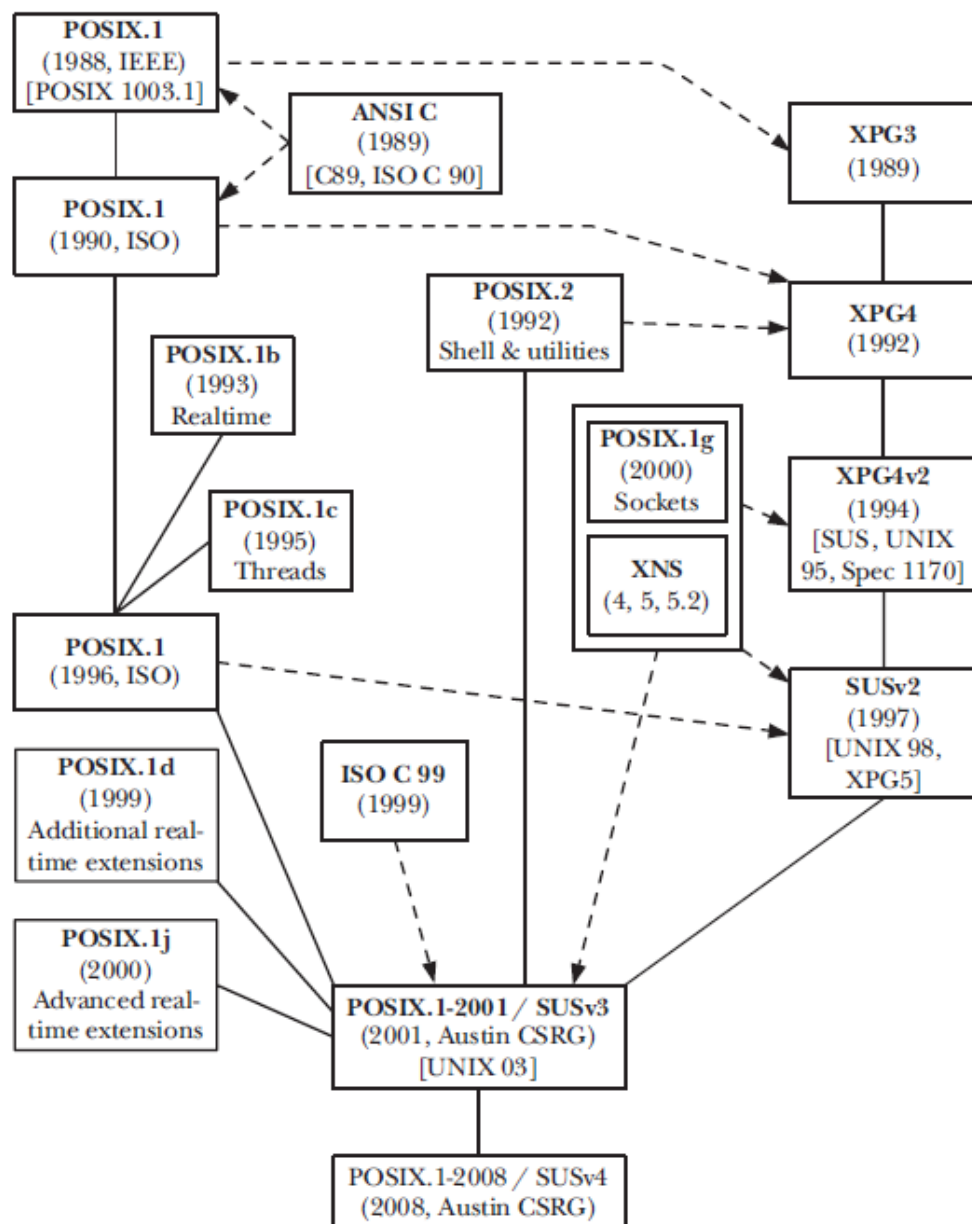 POSIX.1
(1988, IEEE)
[POSIX 1003.1]
ANSI C
(1989)
[C89, ISO C 90]
XPG3
(1989)
POSIX.1
(1990, ISO)
POSIX.2
(1992)
Shell & utilities
XPG4
(1992)
POSIX.1b
(1993)
Realtime
POSIX.1g
(2000)
Sockets
XPG4v2
(1994)
[SUS, UNIX
95, Spec 1170]
POSIX.1c
(1995)
Threads
XNS
(4, 5, 5.2)
POSIX.1
(1996, ISO)
SUSv2
(1997)
[UNIX 98,
XPG5]
POSIX.1d
(1999)
Additional real-
time extensions
ISO C 99
(1999)
POSIX.1j
(2000)
Advanced real-
time extensions
POSIX.1-2001 / SUSv3
(2001, Austin CSRG)
[UNIX 03]
POSIX.1-2008 / SUSv4
(2008, Austin CSRG)